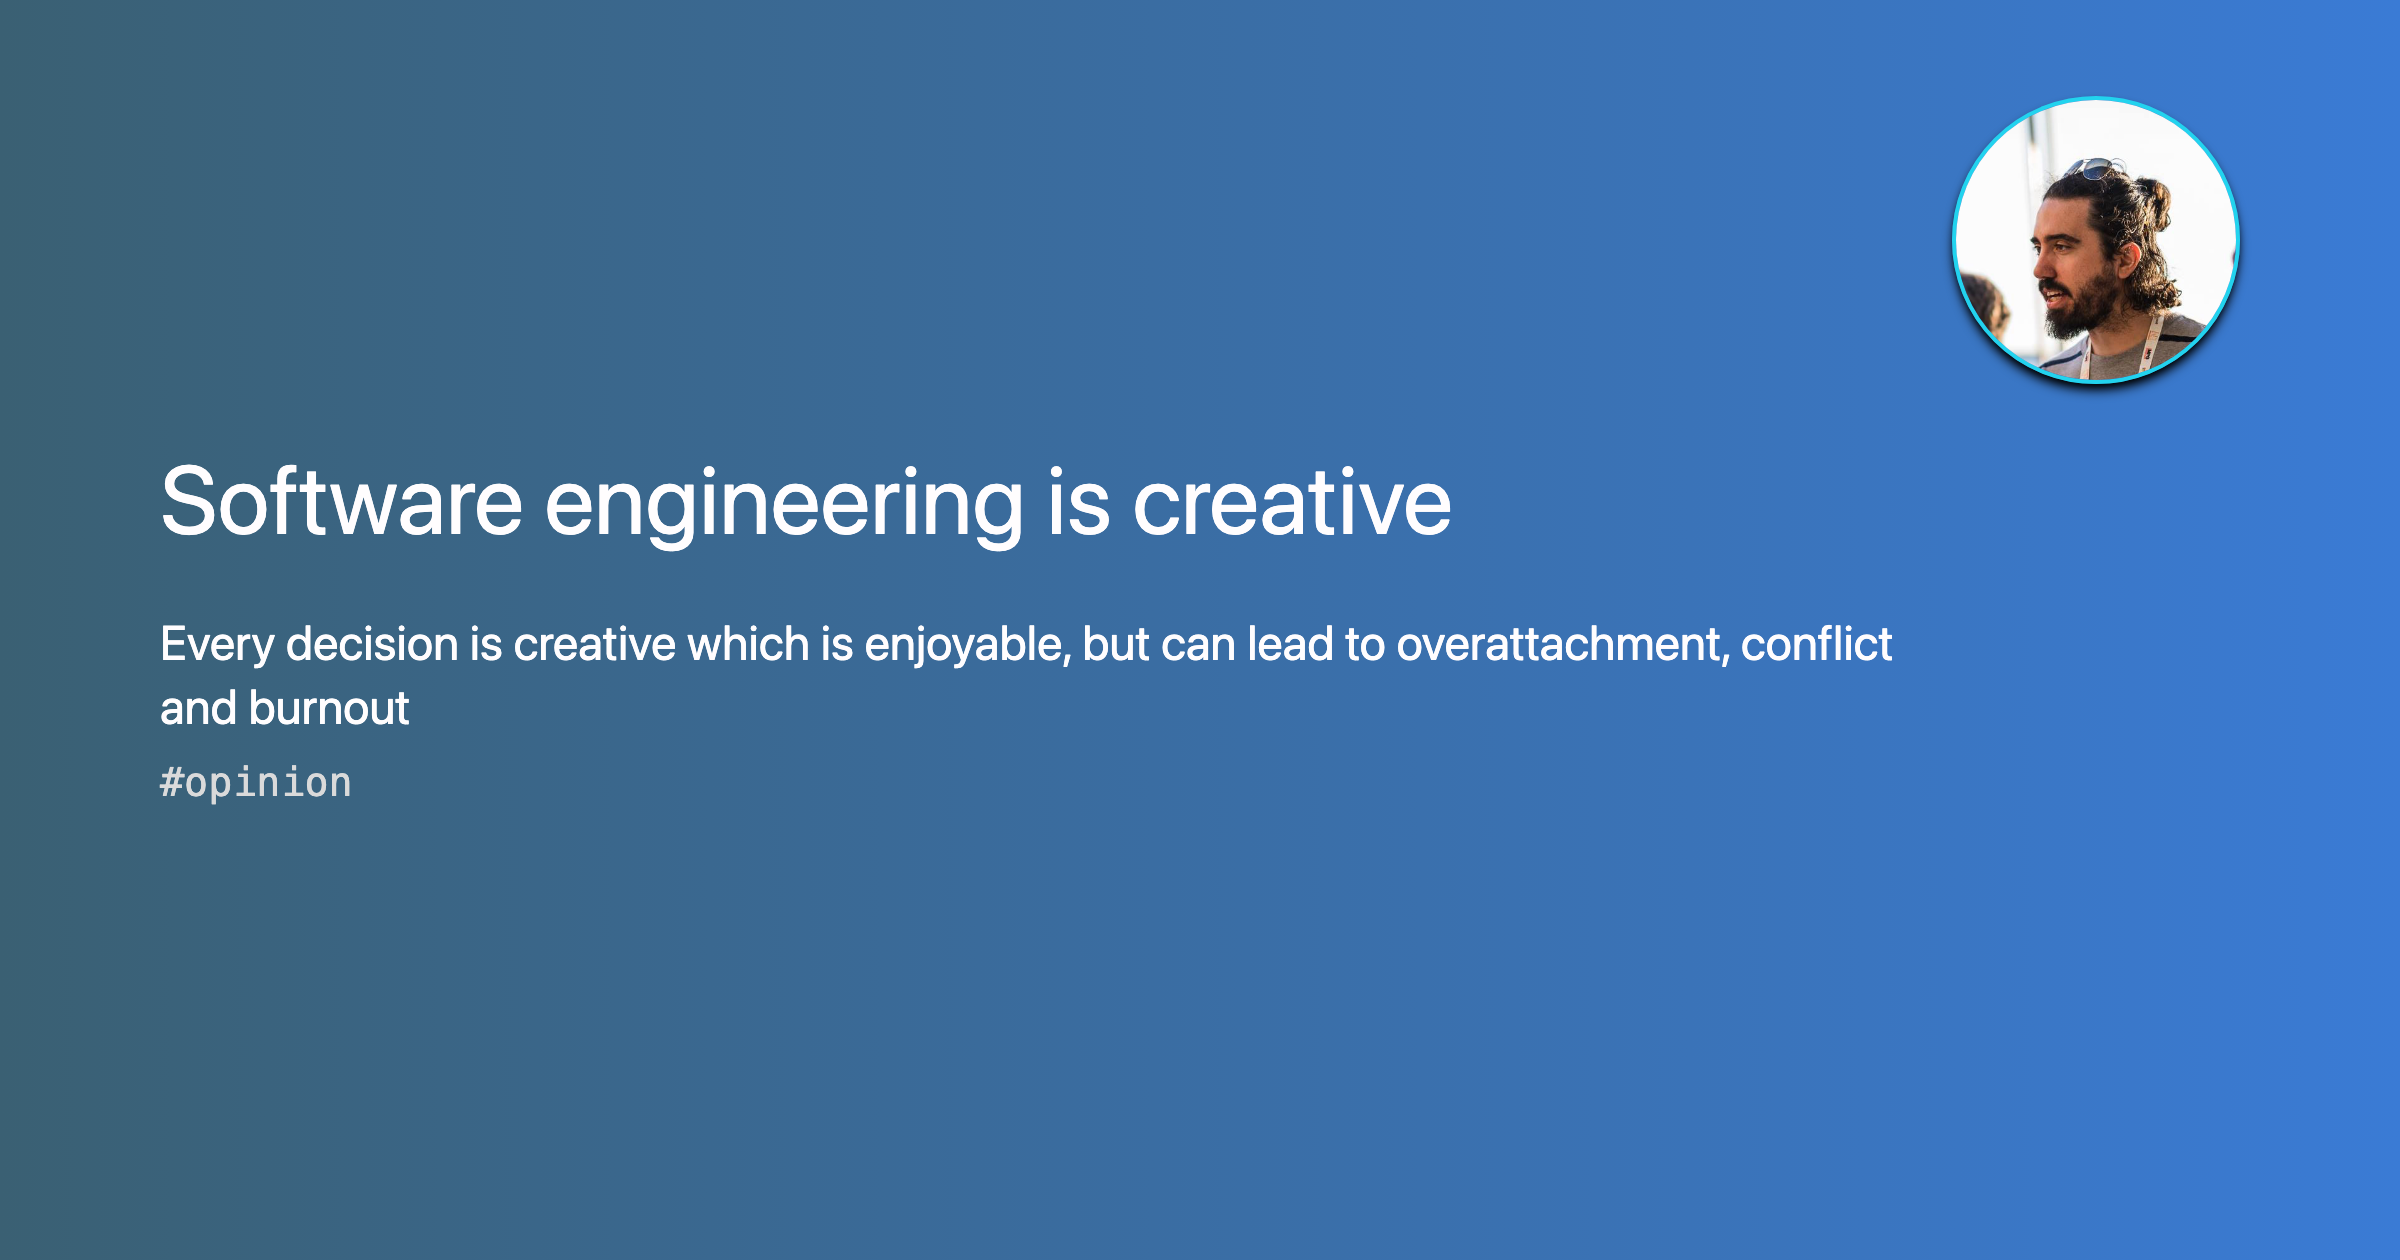 Software engineering is creative
Every decision is creative which is enjoyable, but can lead to overattachment, conflict
and burnout
#opinion